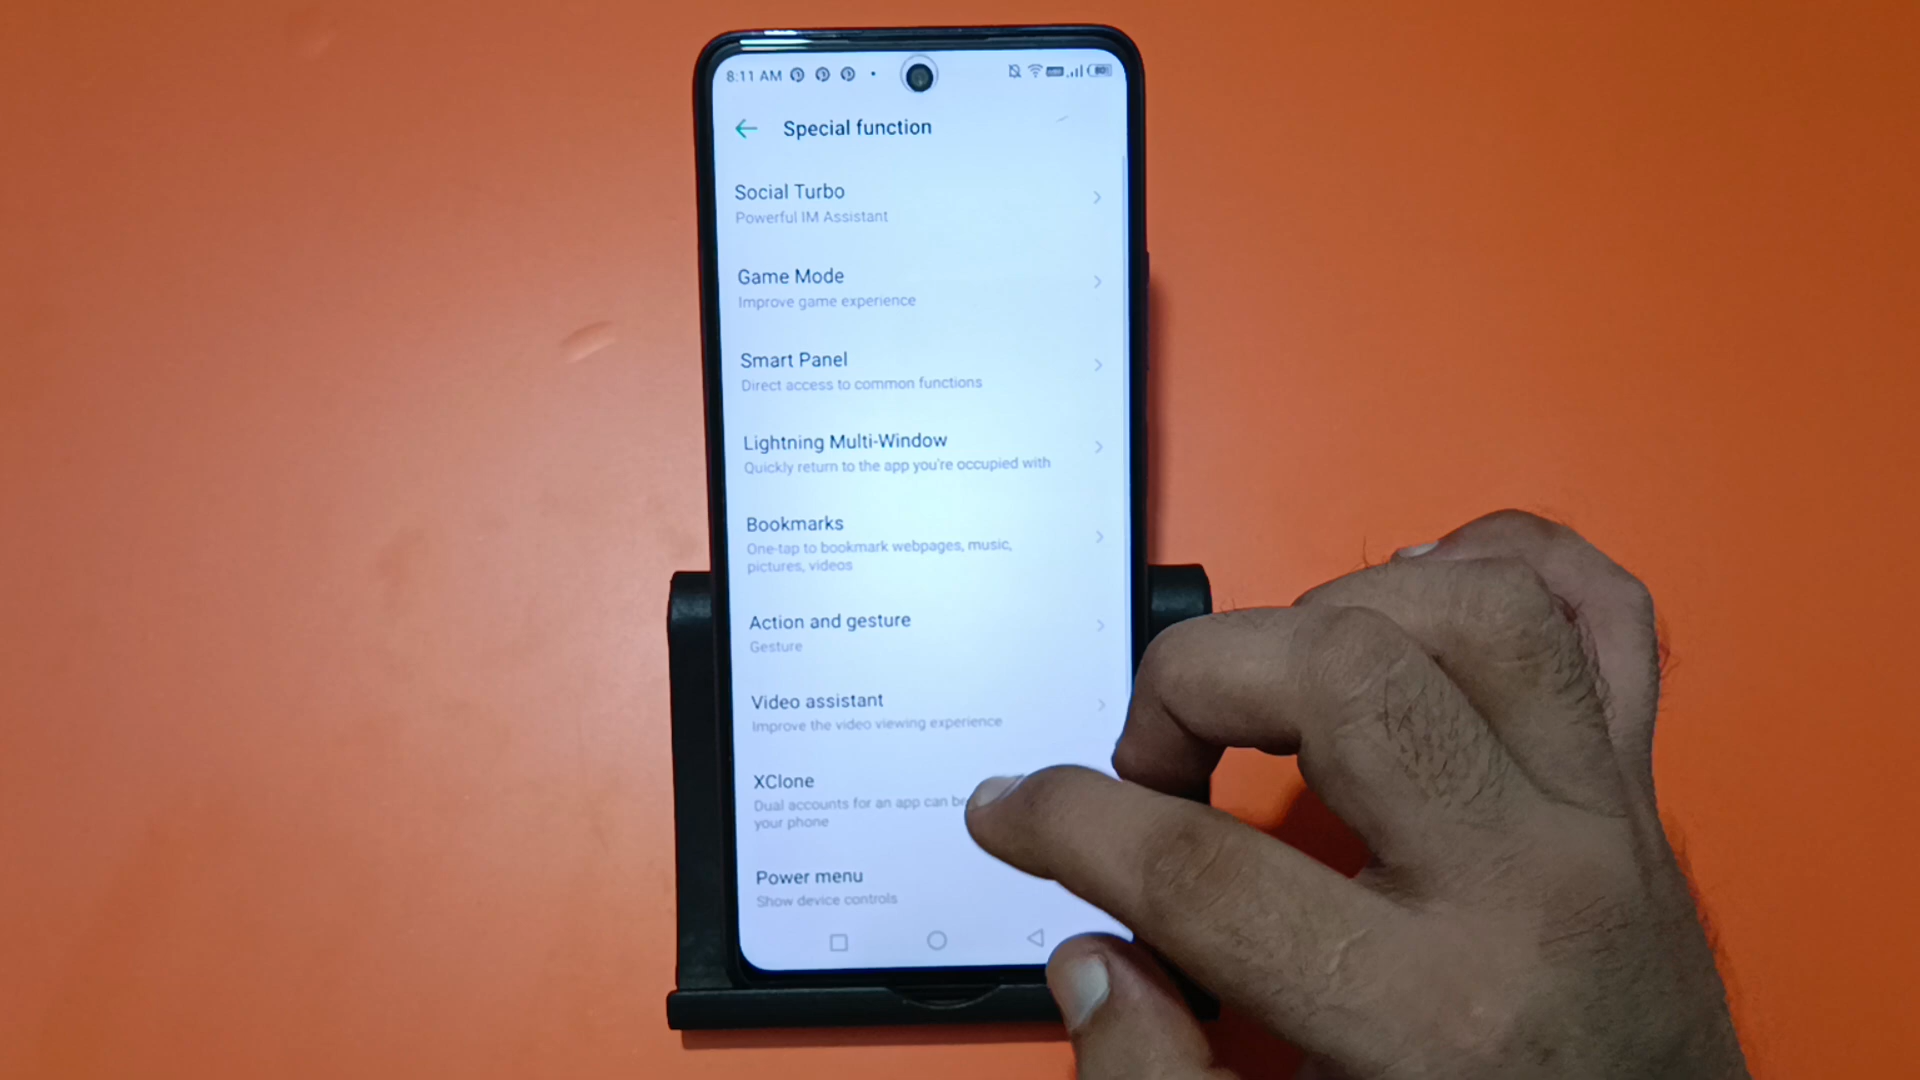 8:11 AM
Special function
Social Turbo
Powerful IM Assistant
Game Mode
Improve game experience
Smart Panel
Direct access to common functions
Lightning Multi-Window
Quickly return to the app you're occupied with
Bookmarks
One-tap to bookmark webpages, music,
pictures, videos
Action and gesture
Gesture
Video assistant
Improve the video viewing experience
XClone
Dual accounts for an app can be
your phone
Power menu
Show device controls